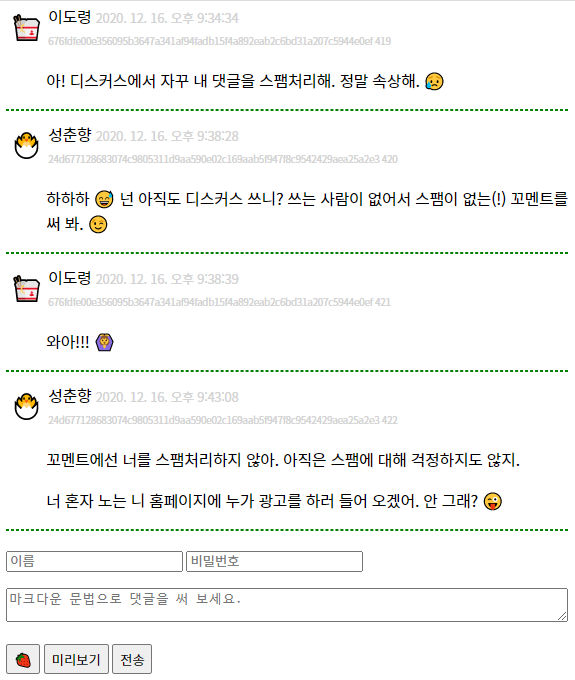 이도령 2020. 12. 16. 오후 9:34:34
676fdfe00e356095b3647a341af94fadb15f4a892eab2c6bd31a207c5944e0ef 419
아! 디스커스에서 자꾸 내 댓글을 스팸처리해. 정말 속상해. 😥
성춘향 2020. 12. 16. 오후 9:38:28
24d677128683074c9805311d9aa590e02c169aab5f947f8c9542429aea25a2e3 420
하하하 😅 넌 아직도 디스커스 쓰니? 쓰는 사람이 없어서 스팸이 없는(!) 꼬멘트를
써 봐. 😉
이도령 2020. 12. 16. 오후 9:38:39
676fdfe00e356095b3647a341af94fadb15f4a892eab2c6bd31a207c5944e0ef 421
와아!!! 🙆
성춘향 2020. 12. 16. 오후 9:43:08
24d677128683074c9805311d9aa590e02c169aab5f947f8c9542429aea25a2e3 422
꼬멘트에선 너를 스팸처리하지 않아. 아직은 스팸에 대해 걱정하지도 않지.
너 혼자 노는 니 홈페이지에 누가 광고를 하러 들어 오겠어. 안 그래? 😜
이름 비밀번호
마크다운 문법으로 댓글을 써 보세요.
🍓 미리보기 전송